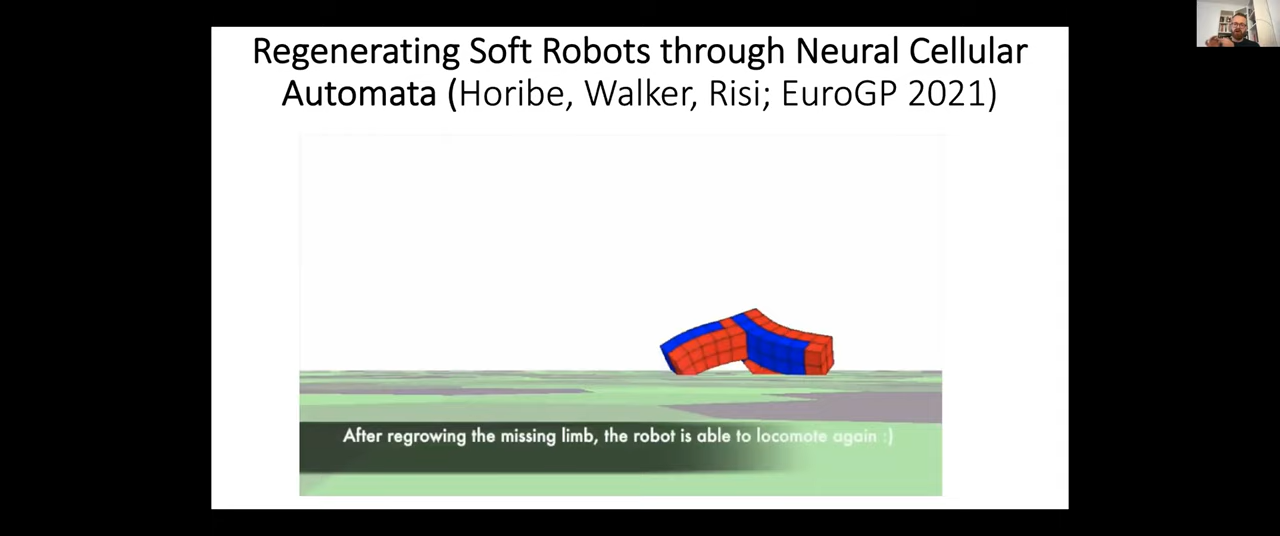 Regenerating Soft Robots through Neural Cellular
Automata (Horibe, Walker, Risi; EuroGP 2021)
After regrowing the missing limb, the robot is able to locomote again :)